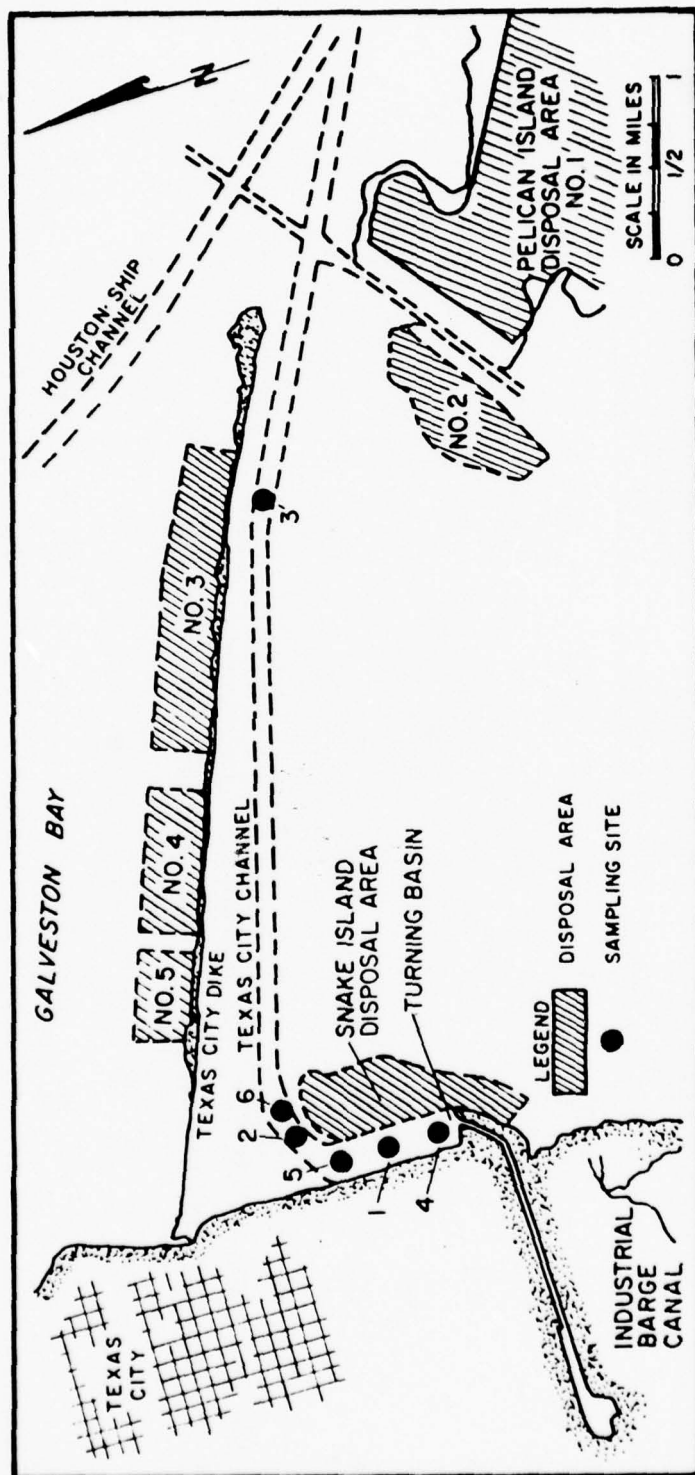 GALVESTON BAY
HOUSTON SHIP
CHANNEL
N
NO. 5
NO. 4
NO. 3
TEXAS CITY DIKE
TEXAS CITY CHANNEL
TEXAS
CITY
6
2
5
1
4
3'
SNAKE ISLAND
DISPOSAL AREA
TURNING BASIN
NO. 2
PELICAN ISLAND
DISPOSAL AREA
NO. 1
INDUSTRIAL
BARGE
CANAL
LEGEND
DISPOSAL AREA
SAMPLING SITE
SCALE IN MILES
0 1/2 1